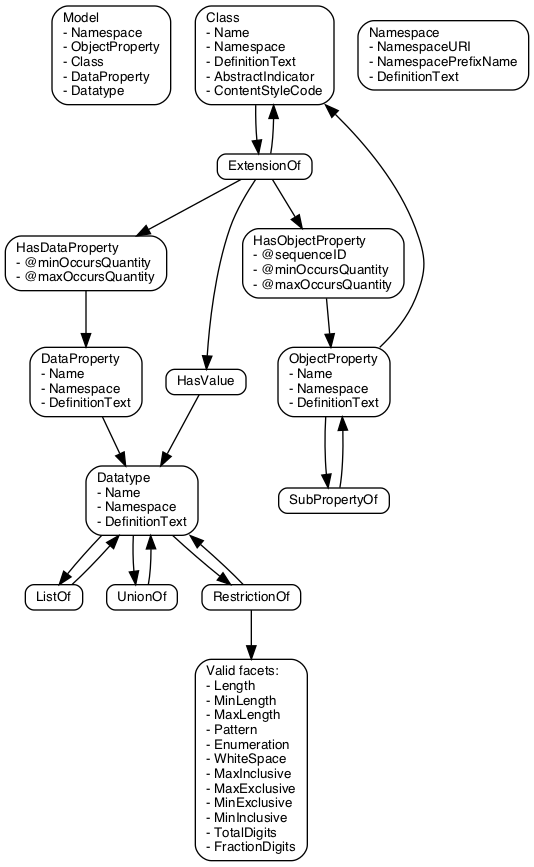 Model
- Namespace
- ObjectProperty
- Class
- DataProperty
- Datatype
Class
- Name
- Namespace
- DefinitionText
- AbstractIndicator
- ContentStyleCode
Namespace
- NamespaceURI
- NamespacePrefixName
- DefinitionText
ExtensionOf
HasDataProperty
- @minOccursQuantity
- @maxOccursQuantity
HasObjectProperty
- @sequenceID
- @minOccursQuantity
- @maxOccursQuantity
DataProperty
- Name
- Namespace
- DefinitionText
HasValue
ObjectProperty
- Name
- Namespace
- DefinitionText
Datatype
- Name
- Namespace
- DefinitionText
SubPropertyOf
ListOf
UnionOf
RestrictionOf
Valid facets:
- Length
- MinLength
- MaxLength
- Pattern
- Enumeration
- WhiteSpace
- MaxInclusive
- MaxExclusive
- MinExclusive
- MinInclusive
- TotalDigits
- FractionDigits